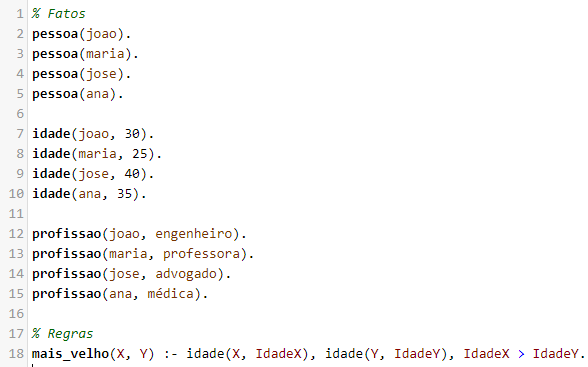 1 % Fatos
2 pessoa(joao).
3 pessoa(maria).
4 pessoa(jose).
5 pessoa(ana).
6
7 idade(joao, 30).
8 idade(maria, 25).
9 idade(jose, 40).
10 idade(ana, 35).
11
12 profissao(joao, engenheiro).
13 profissao(maria, professora).
14 profissao(jose, advogado).
15 profissao(ana, médica).
16
17 % Regras
18 mais_velho(X, Y) :- idade(X, IdadeX), idade(Y, IdadeY), IdadeX > IdadeY.